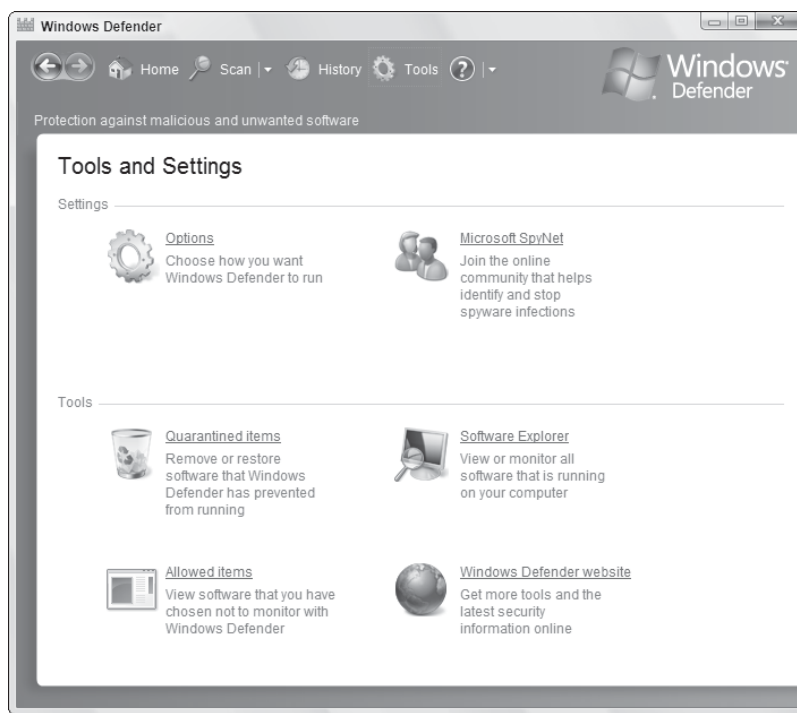 Windows Defender
Home Scan History Tools ?
Windows
Defender
Protection against malicious and unwanted software
Tools and Settings
Settings
Options
Choose how you want
Windows Defender to run
Microsoft SpyNet
Join the online
community that helps
identify and stop
spyware infections
Tools
Quarantined items
Remove or restore
software that Windows
Defender has prevented
from running
Software Explorer
View or monitor all
software that is running
on your computer
Allowed items
View software that you have
chosen not to monitor with
Windows Defender
Windows Defender website
Get more tools and the
latest security
information online